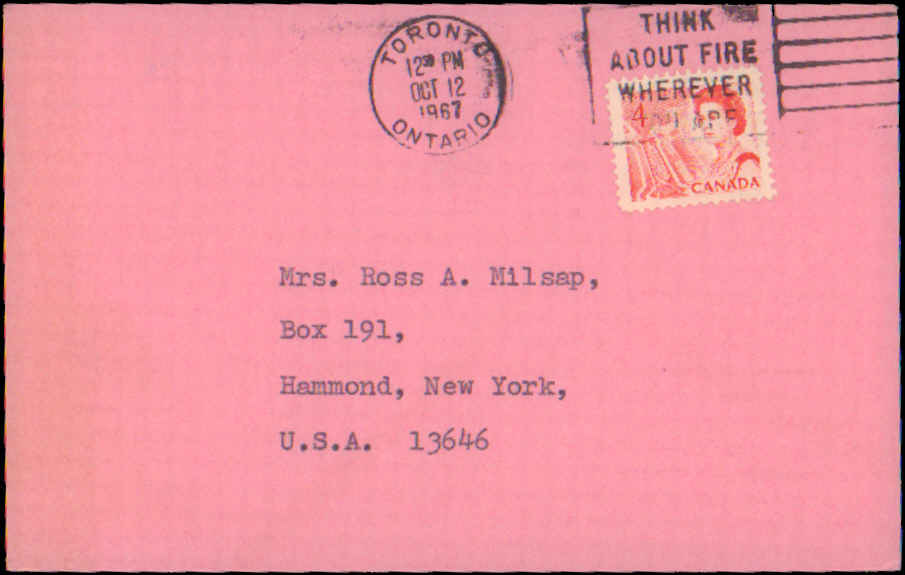 TORONTO
12³⁰ PM
OCT 12
1967
ONTARIO
THINK
ABOUT FIRE
WHEREVER
4
CANADA
Mrs. Ross A. Milsap,
Box 191,
Hammond, New York,
U.S.A. 13646